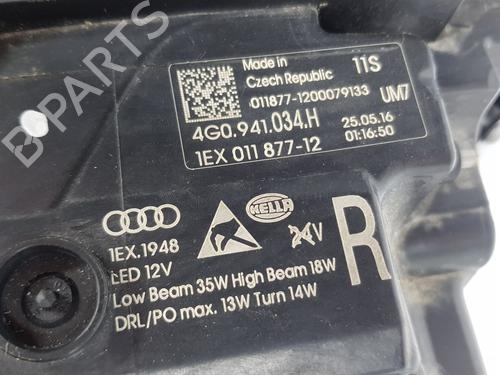 B-PARTS
Made in
Czech Republic
11S
011877-1200079133
UM7
4G0.941.034.H
25.05.16
1EX 011 877-12
01:16:50
HELLA
1EX.1948
LED 12V
24V
R
Low Beam 35W High Beam 18W
DRL/PO max. 13W Turn 14W